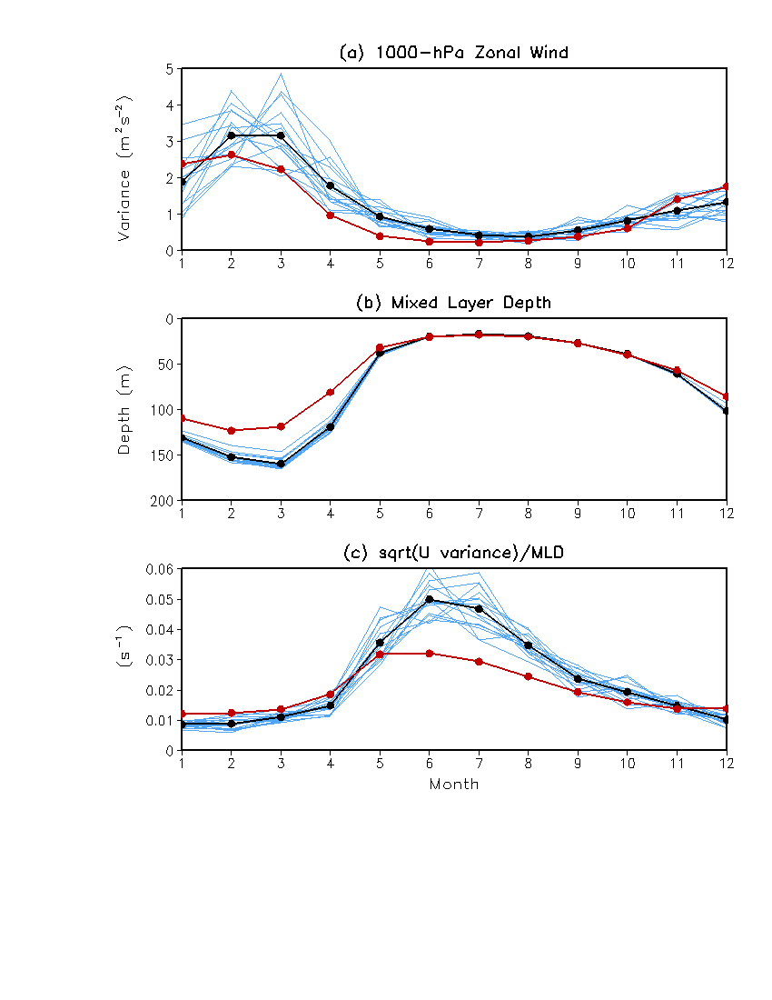 (a) 1000-hPa Zonal Wind
Variance (m²s⁻²)
5
4
3
2
1
0
1 2 3 4 5 6 7 8 9 10 11 12
(b) Mixed Layer Depth
Depth (m)
0
50
100
150
200
1 2 3 4 5 6 7 8 9 10 11 12
(c) sqrt(U variance)/MLD
(s⁻¹)
0.06
0.05
0.04
0.03
0.02
0.01
0
1 2 3 4 5 6 7 8 9 10 11 12
Month